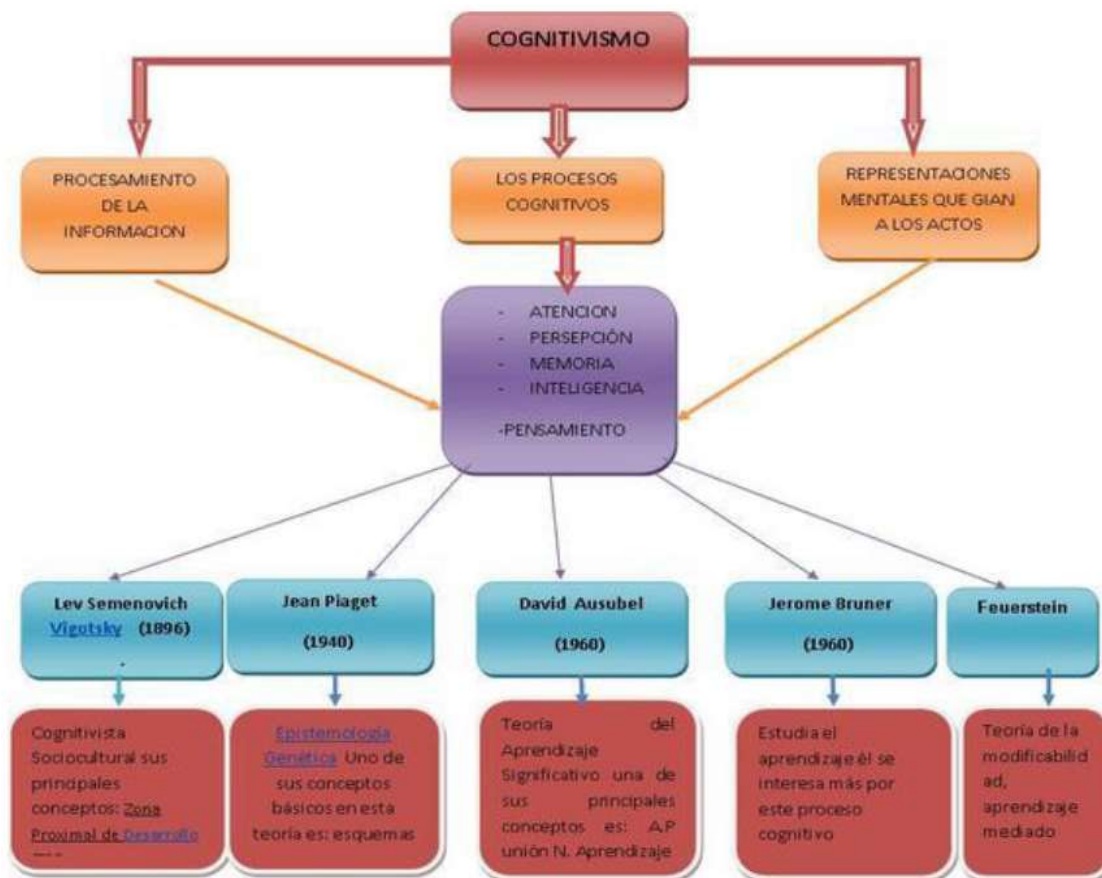 COGNITIVISMO
PROCESAMIENTO
DE LA
INFORMACION
LOS PROCESOS
COGNITIVOS
REPRESENTACIONES
MENTALES QUE GIAN
A LOS ACTOS
- ATENCION
- PERSEPCIÓN
- MEMORIA
- INTELIGENCIA
-PENSAMIENTO
Lev Semenovich
Vigotsky (1896)
.
Jean Piaget
(1940)
David Ausubel
(1960)
Jerome Bruner
(1960)
Feuerstein
Cognitivista
Sociocultural sus
principales
conceptos: Zona
Proximal de Desarrollo
Epistemología
Genética Uno de
sus conceptos
básicos en esta
teoría es: esquemas
Teoría del
Aprendizaje
Significativo una de
sus principales
conceptos es: A.P
unión N. Aprendizaje
Estudia el
aprendizaje él se
interesa más por
este proceso
cognitivo
Teoría de la
modificabilid
ad,
aprendizaje
mediado